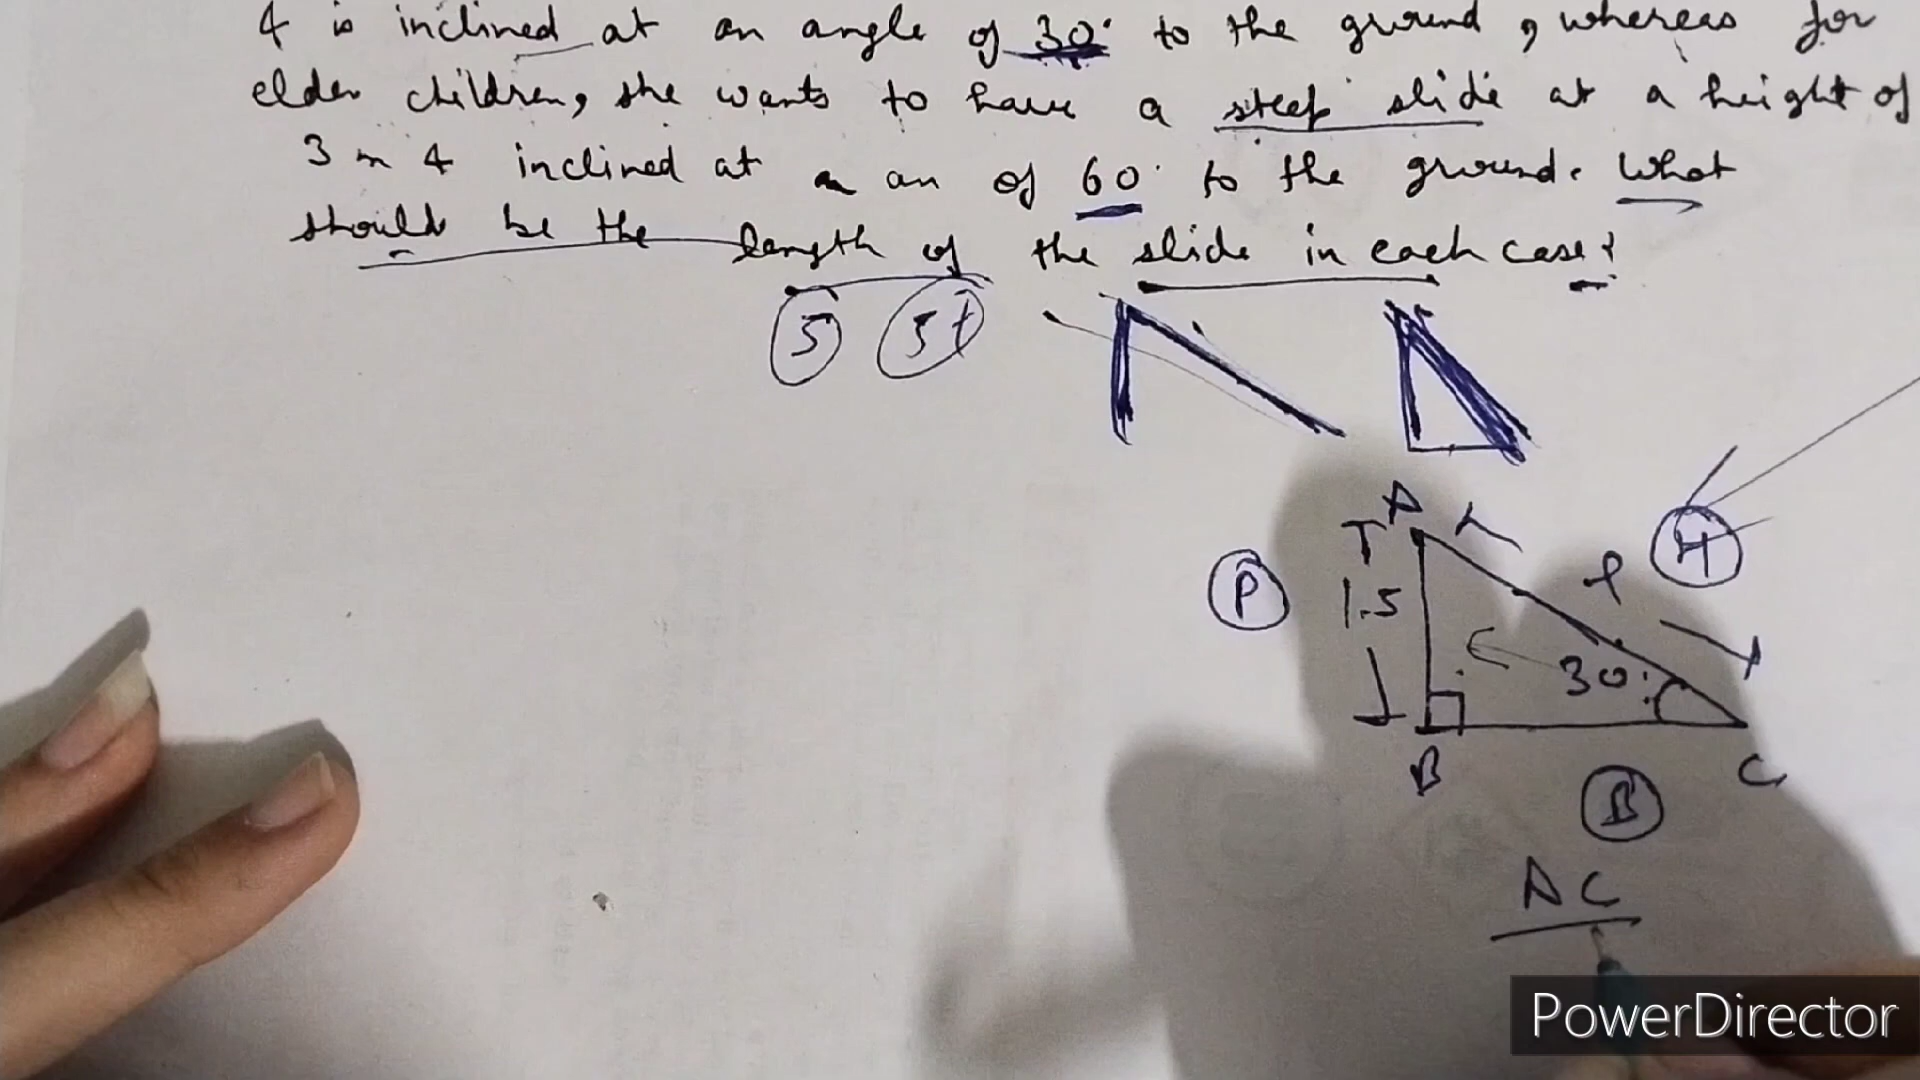 4 is inclined at an angle of 30° to the ground, whereas for
elder children, she wants to have a steep slide at a height of
3 m 4 inclined at an of 60° to the ground. What
should be the length of the slide in each case?
5 5+
A
T H
P 1.5 l
30°
B C
B
AC
PowerDirector